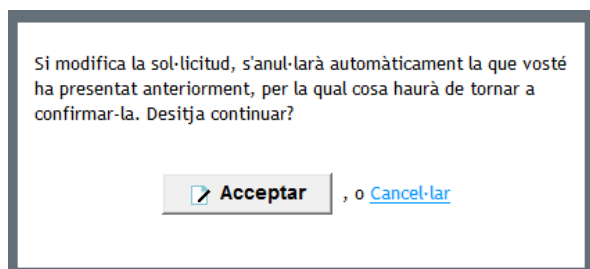 Si modifica la sol·licitud, s'anul·larà automàticament la que vosté
ha presentat anteriorment, per la qual cosa haurà de tornar a
confirmar-la. Desitja continuar?
Acceptar , o Cancel·lar